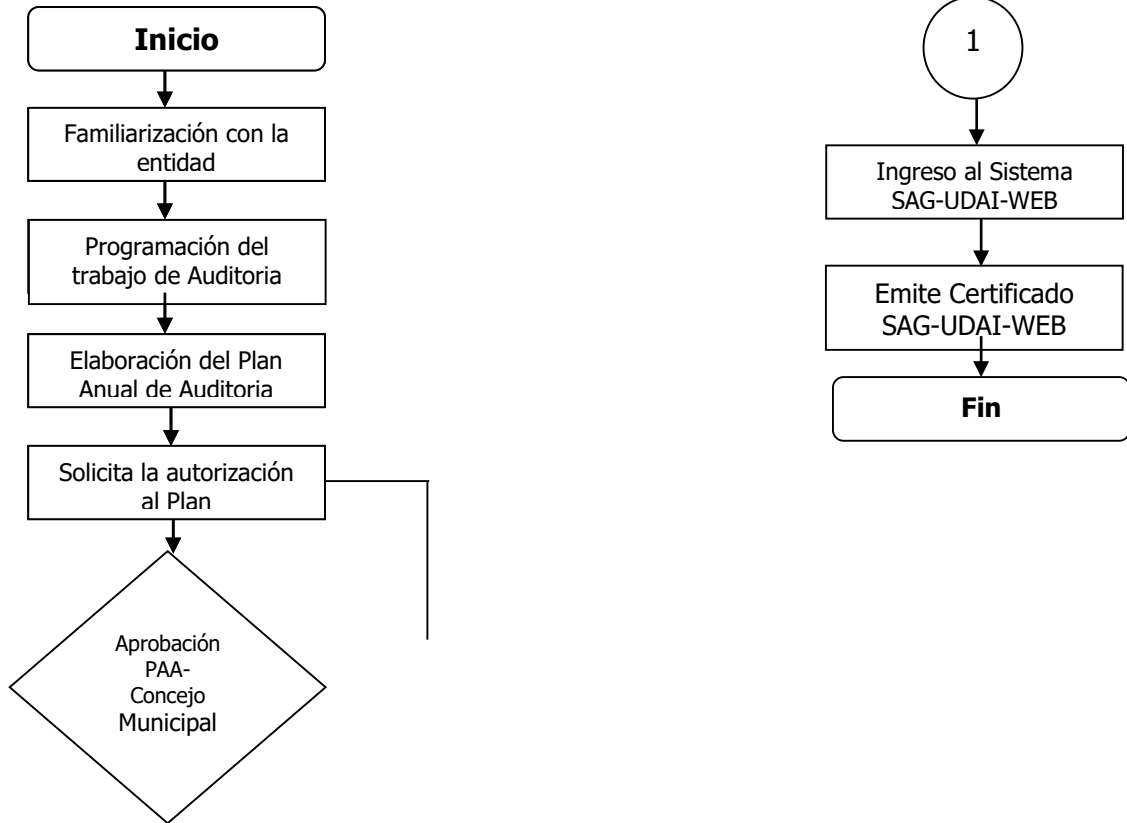 Inicio
Familiarización con la
entidad
Programación del
trabajo de Auditoria
Elaboración del Plan
Anual de Auditoria
Solicita la autorización
al Plan
Aprobación
PAA-
Concejo
Municipal
1
Ingreso al Sistema
SAG-UDAI-WEB
Emite Certificado
SAG-UDAI-WEB
Fin